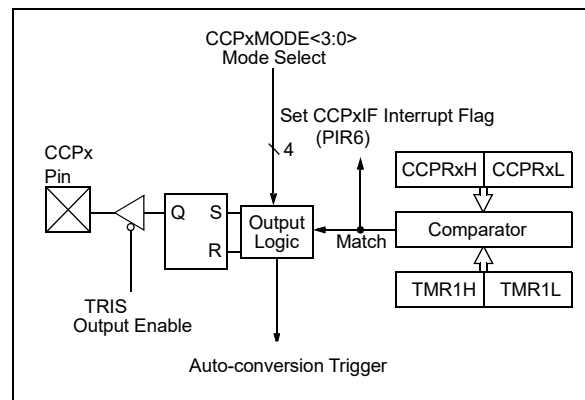 CCPxMODE<3:0>
Mode Select
Set CCPxIF Interrupt Flag
(PIR6)
4
CCPx
Pin
CCPRxH
CCPRxL
Q
S
R
Output
Logic
Match
Comparator
TMR1H
TMR1L
TRIS
Output Enable
Auto-conversion Trigger